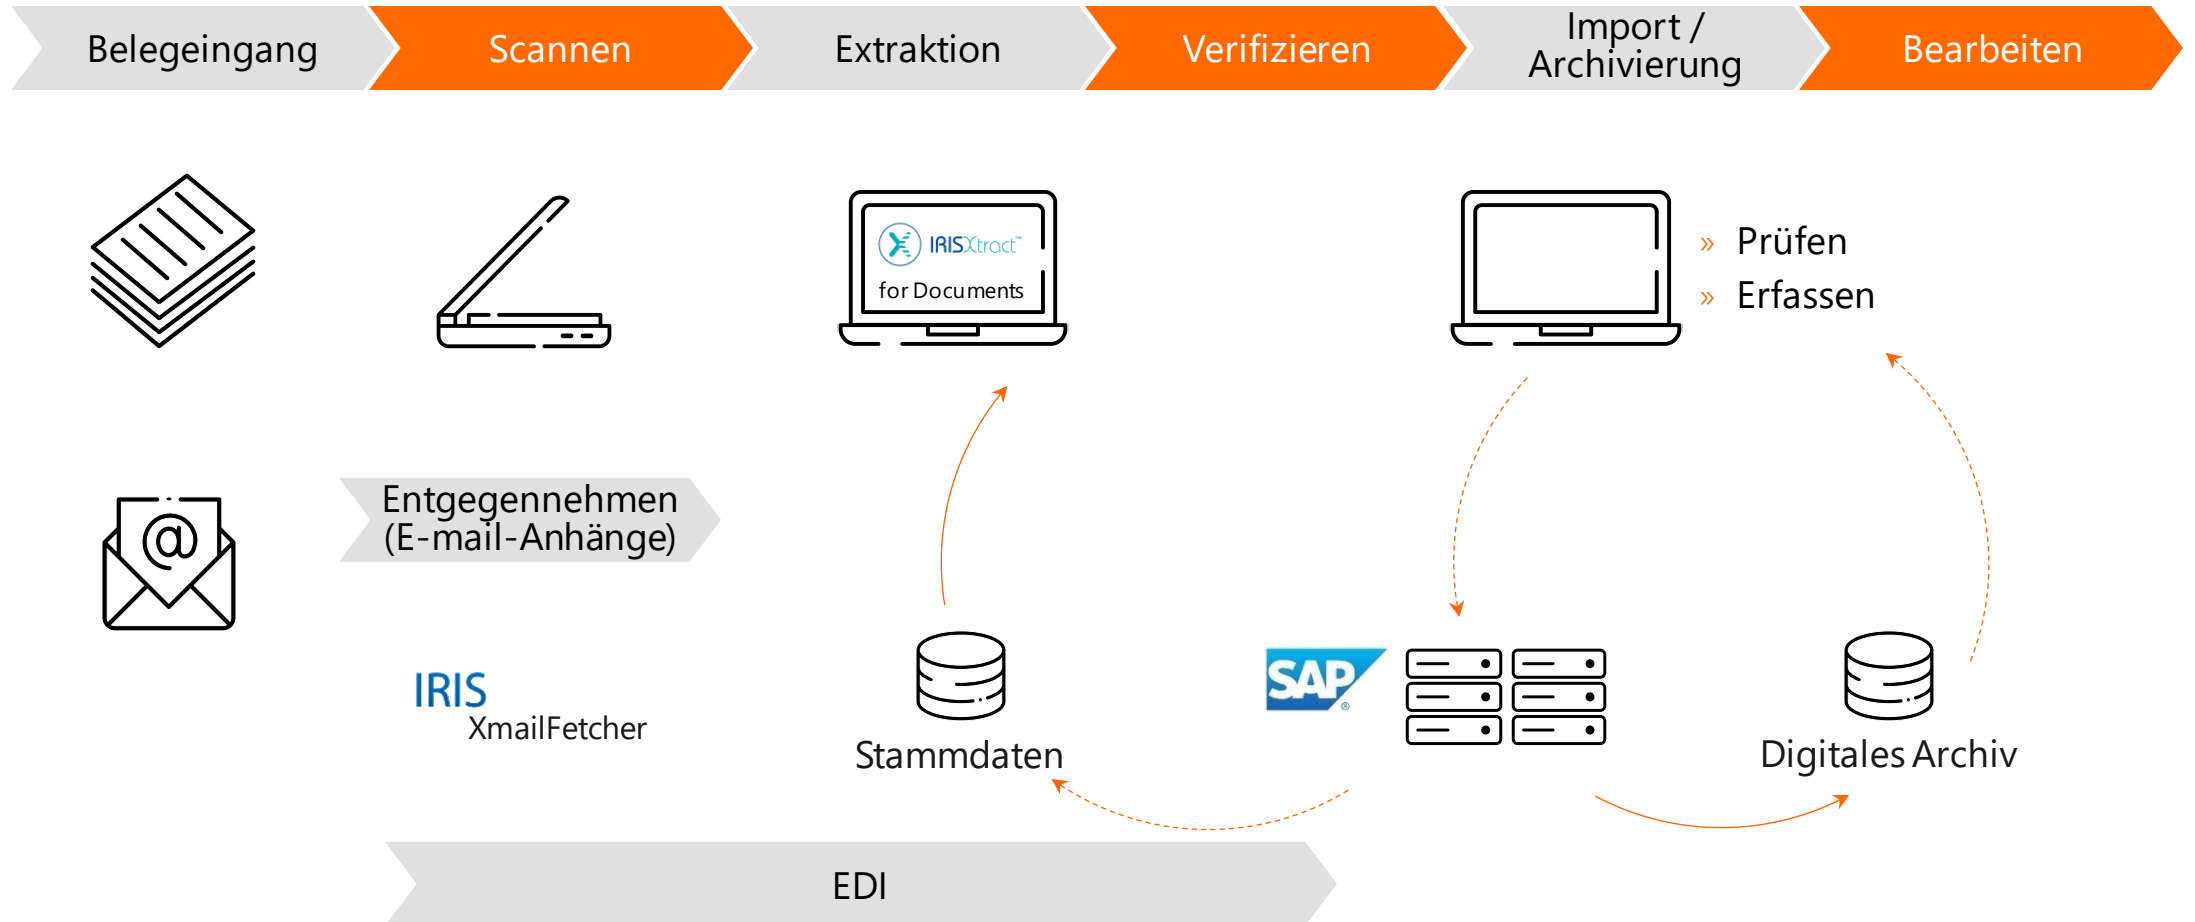 Belegeingang
Scannen
Extraktion
Verifizieren
Import /
Archivierung
Bearbeiten
IRISXtract™
for Documents
» Prüfen
» Erfassen
Entgegennehmen
(E-mail-Anhänge)
@
IRIS
XmailFetcher
Stammdaten
SAP®
Digitales Archiv
EDI